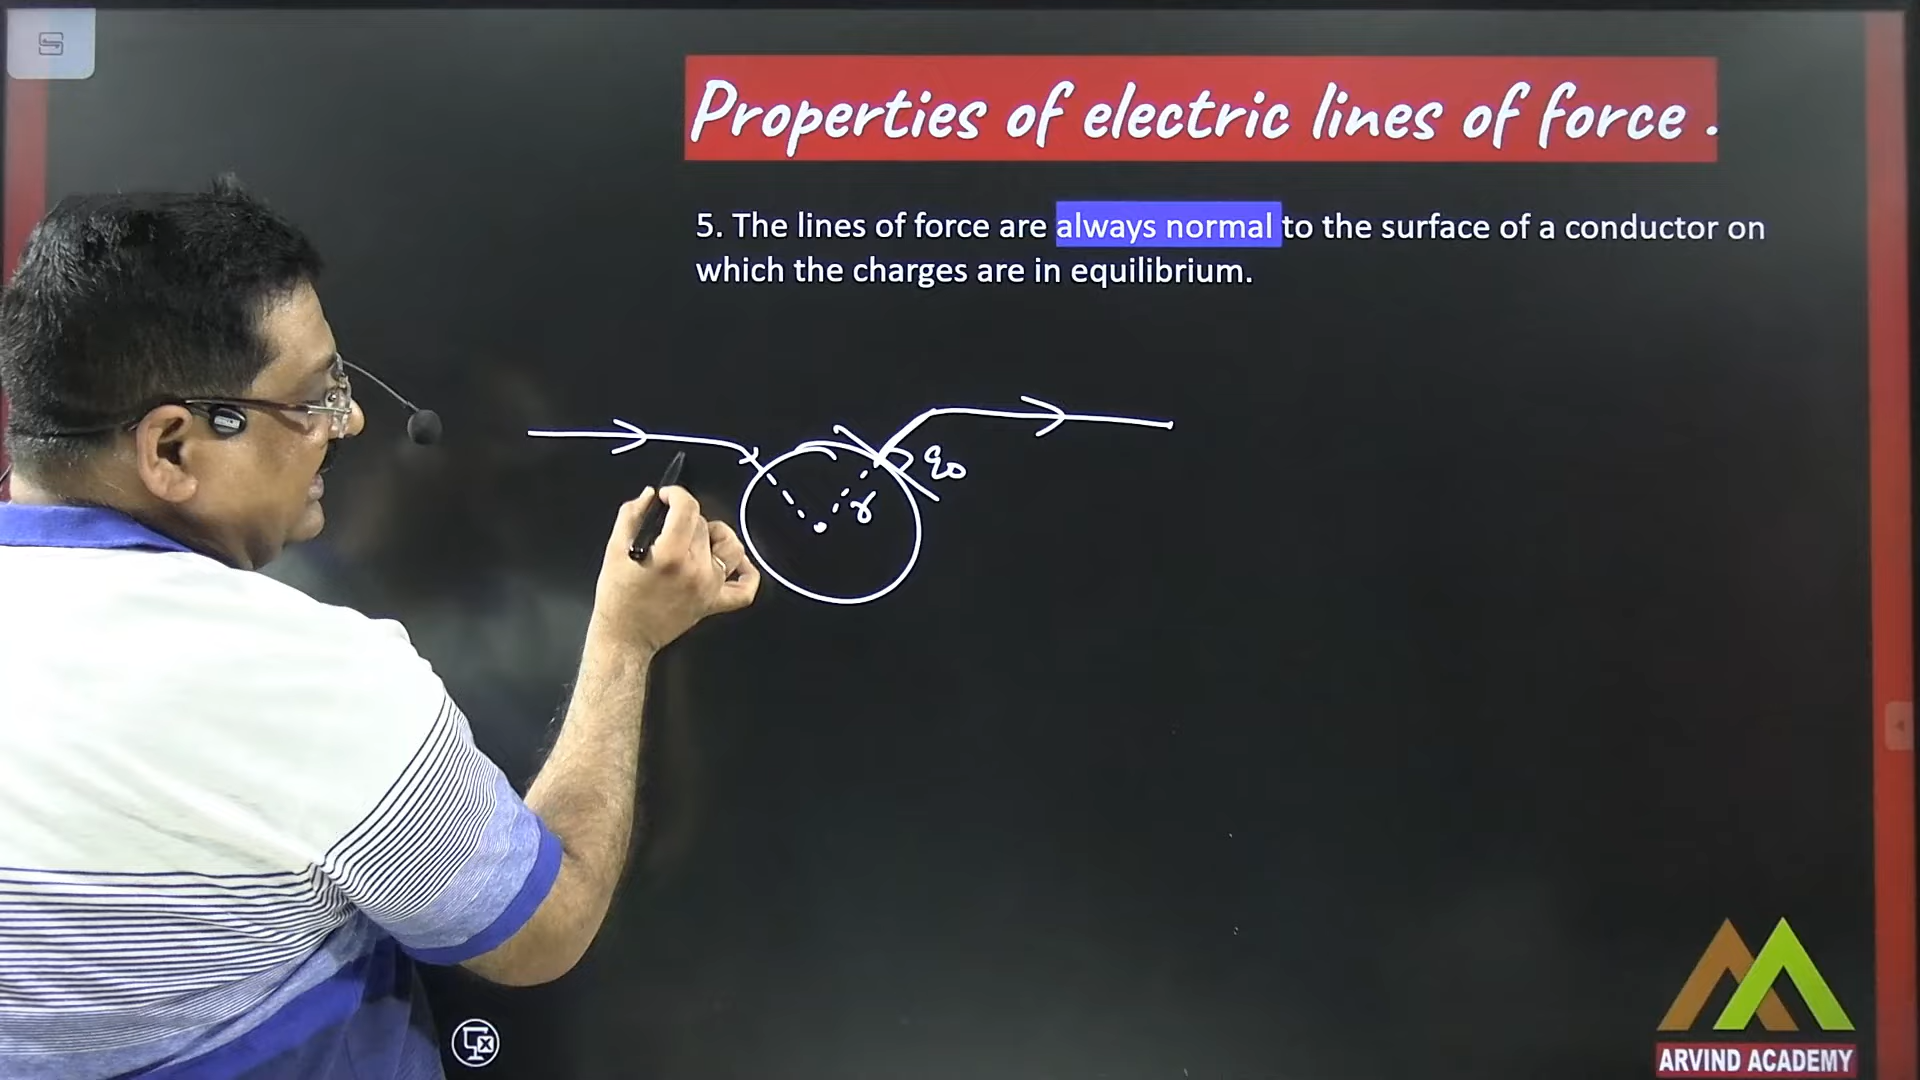 Properties of electric lines of force .
5. The lines of force are always normal to the surface of a conductor on
which the charges are in equilibrium.
90
r
ARVIND ACADEMY